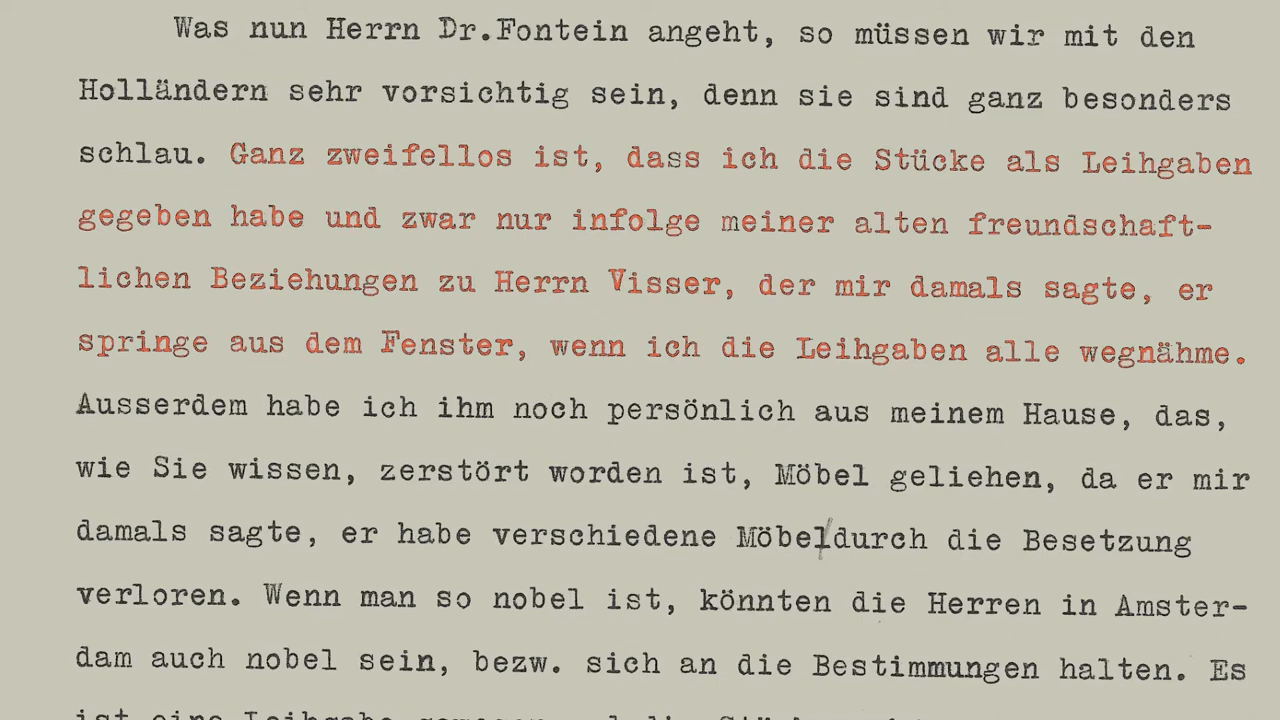 Was nun Herrn Dr.Fontein angeht, so müssen wir mit den
Holländern sehr vorsichtig sein, denn sie sind ganz besonders
schlau. Ganz zweifellos ist, dass ich die Stücke als Leihgaben
gegeben habe und zwar nur infolge meiner alten freundschaft-
lichen Beziehungen zu Herrn Visser, der mir damals sagte, er
springe aus dem Fenster, wenn ich die Leihgaben alle wegnähme.
Ausserdem habe ich ihm noch persönlich aus meinem Hause, das,
wie Sie wissen, zerstört worden ist, Möbel geliehen, da er mir
damals sagte, er habe verschiedene Möbel durch die Besetzung
verloren. Wenn man so nobel ist, könnten die Herren in Amster-
dam auch nobel sein, bezw. sich an die Bestimmungen halten. Es
ist eine Leihgabe